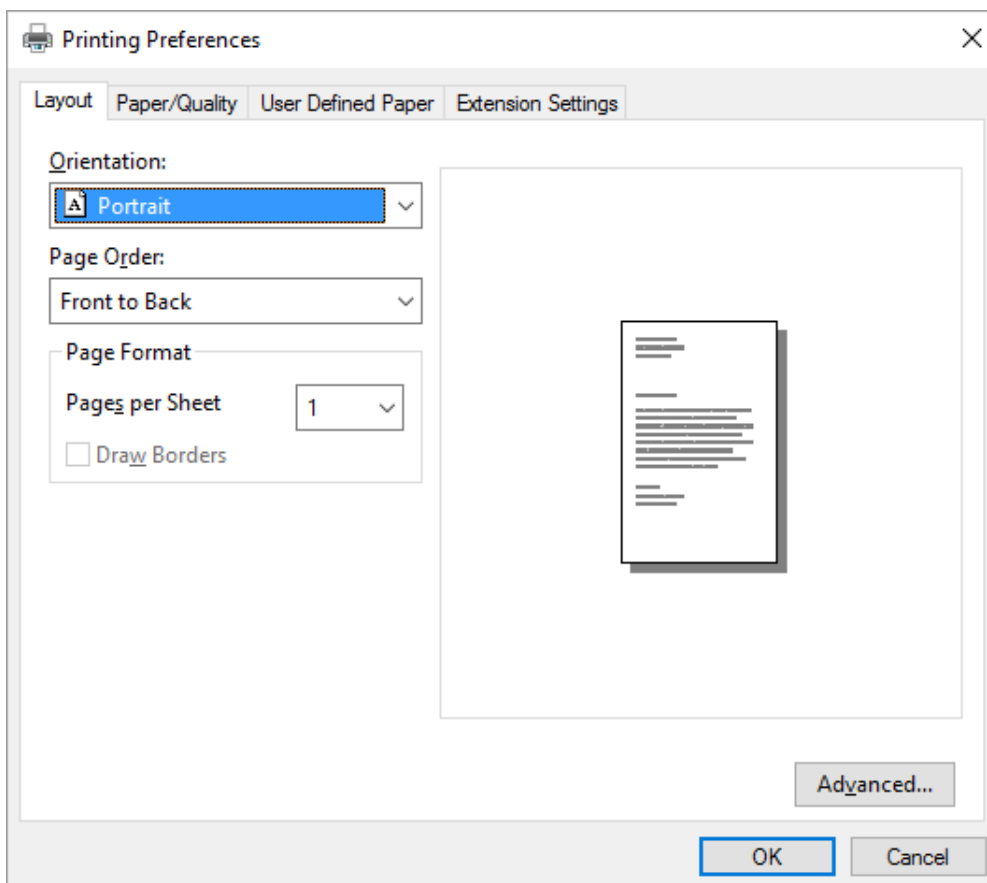 Printing Preferences
Layout Paper/Quality User Defined Paper Extension Settings
Orientation:
A Portrait
Page Order:
Front to Back
Page Format
Pages per Sheet 1
Draw Borders
Advanced...
OK Cancel